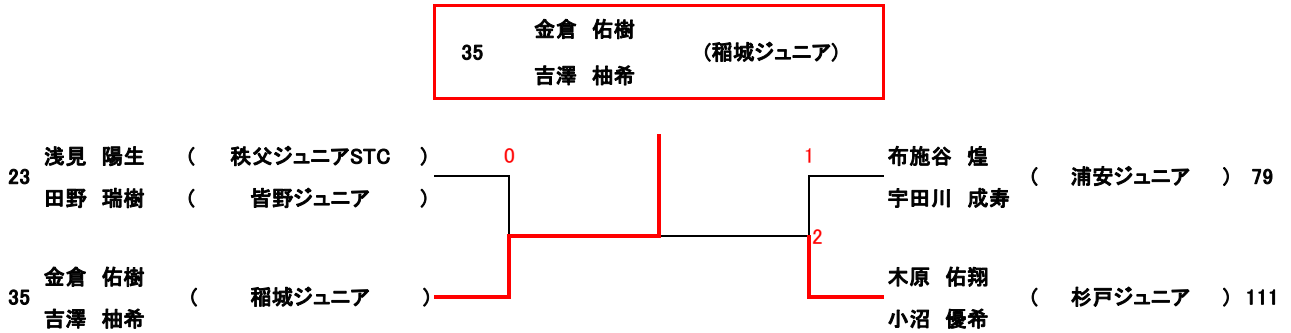 金倉 佑樹
35 (稲城ジュニア)
吉澤 柚希
浅見 陽生 ( 秩父ジュニアSTC ) 0 1 布施谷 煌
23 ( 浦安ジュニア ) 79
田野 瑞樹 ( 皆野ジュニア ) 宇田川 成寿
2
金倉 佑樹 木原 佑翔
35 ( 稲城ジュニア ) ( 杉戸ジュニア ) 111
吉澤 柚希 小沼 優希